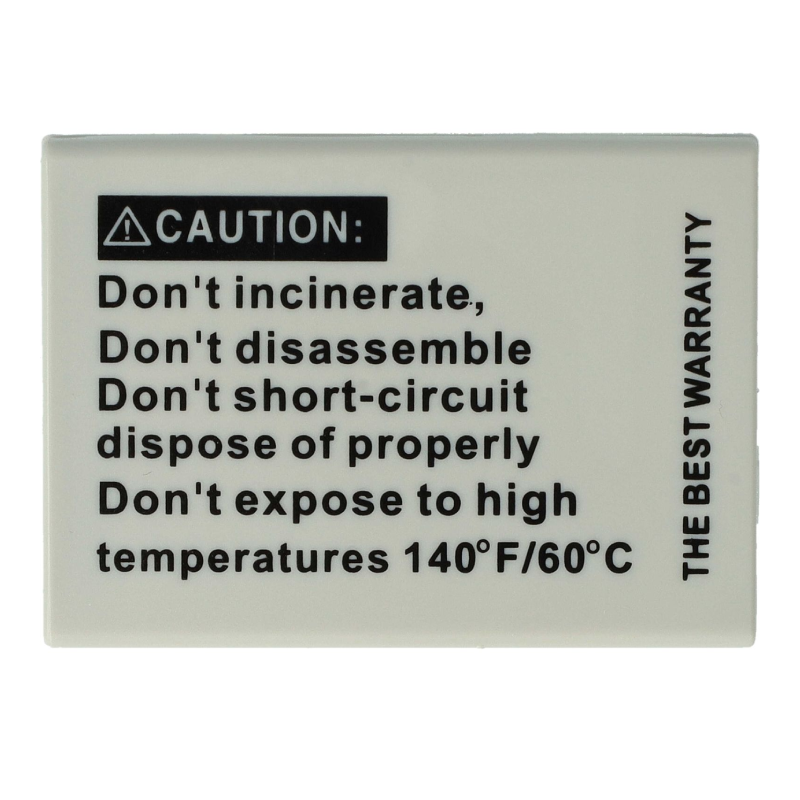 ⚠CAUTION:
Don't incinerate,
Don't disassemble
Don't short-circuit
dispose of properly
Don't expose to high
temperatures 140°F/60°C
THE BEST WARRANTY